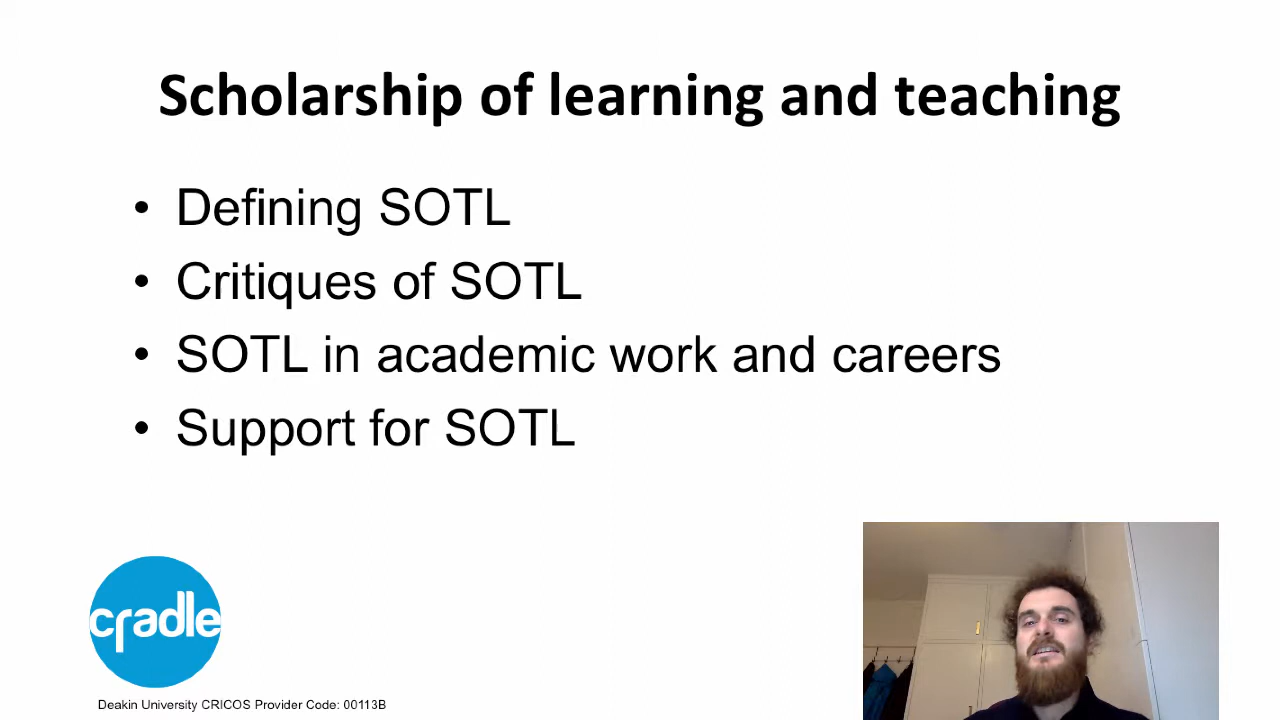 Scholarship of learning and teaching
• Defining SOTL
• Critiques of SOTL
• SOTL in academic work and careers
• Support for SOTL
cradle
Deakin University CRICOS Provider Code: 00113B